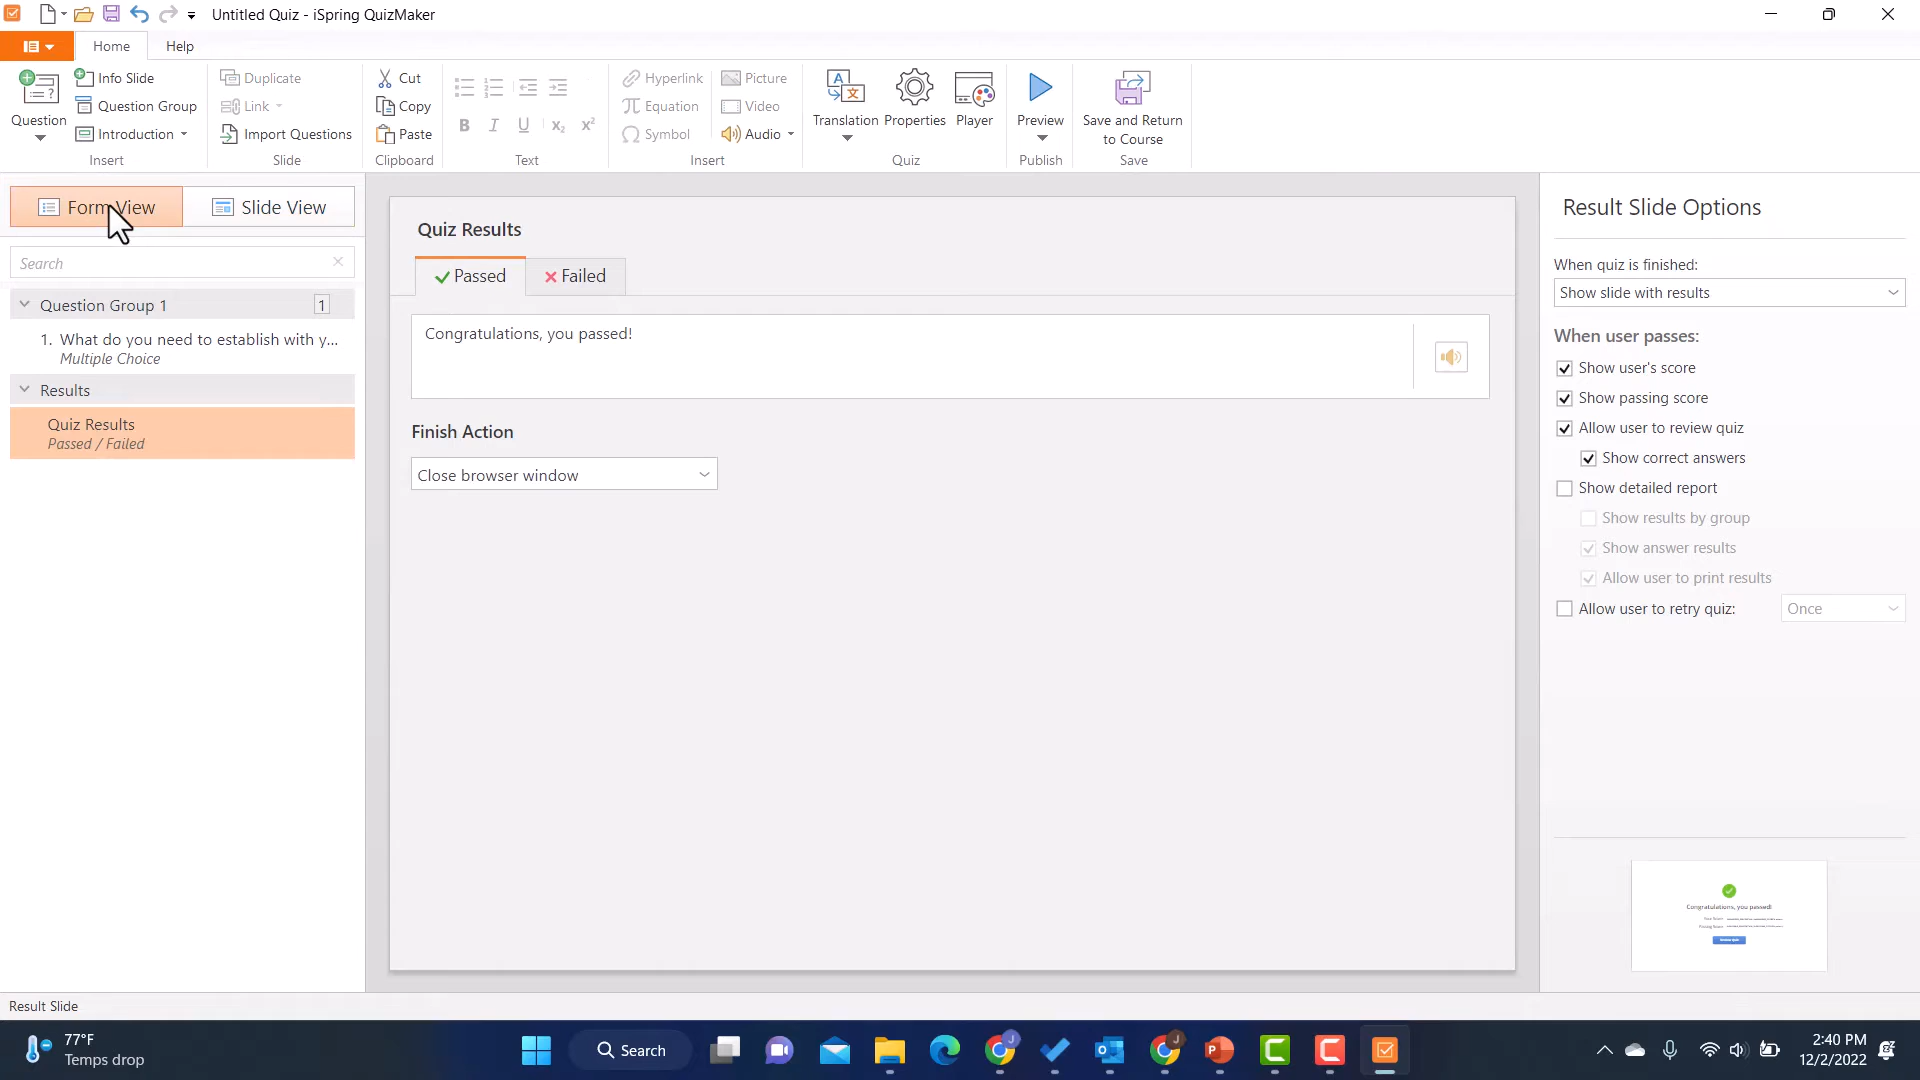 Untitled Quiz - iSpring QuizMaker
Home
Help
Question
Info Slide
Question Group
Introduction
Insert
Duplicate
Link
Import Questions
Slide
Cut
Copy
Paste
Clipboard
B I U x₂ x²
Text
Hyperlink
Equation
Symbol
Picture
Video
Audio
Insert
Translation
Properties
Player
Quiz
Preview
Publish
Save and Return
to Course
Save
Form View
Slide View
Search
Question Group 1
1
1. What do you need to establish with y...
Multiple Choice
Results
Quiz Results
Passed / Failed
Quiz Results
Passed
Failed
Congratulations, you passed!
Finish Action
Close browser window
Result Slide Options
When quiz is finished:
Show slide with results
When user passes:
Show user's score
Show passing score
Allow user to review quiz
Show correct answers
Show detailed report
Show results by group
Show answer results
Allow user to print results
Allow user to retry quiz:
Once
Congratulations, you passed!
Result Slide
77°F
Temps drop
Search
2:40 PM
12/2/2022